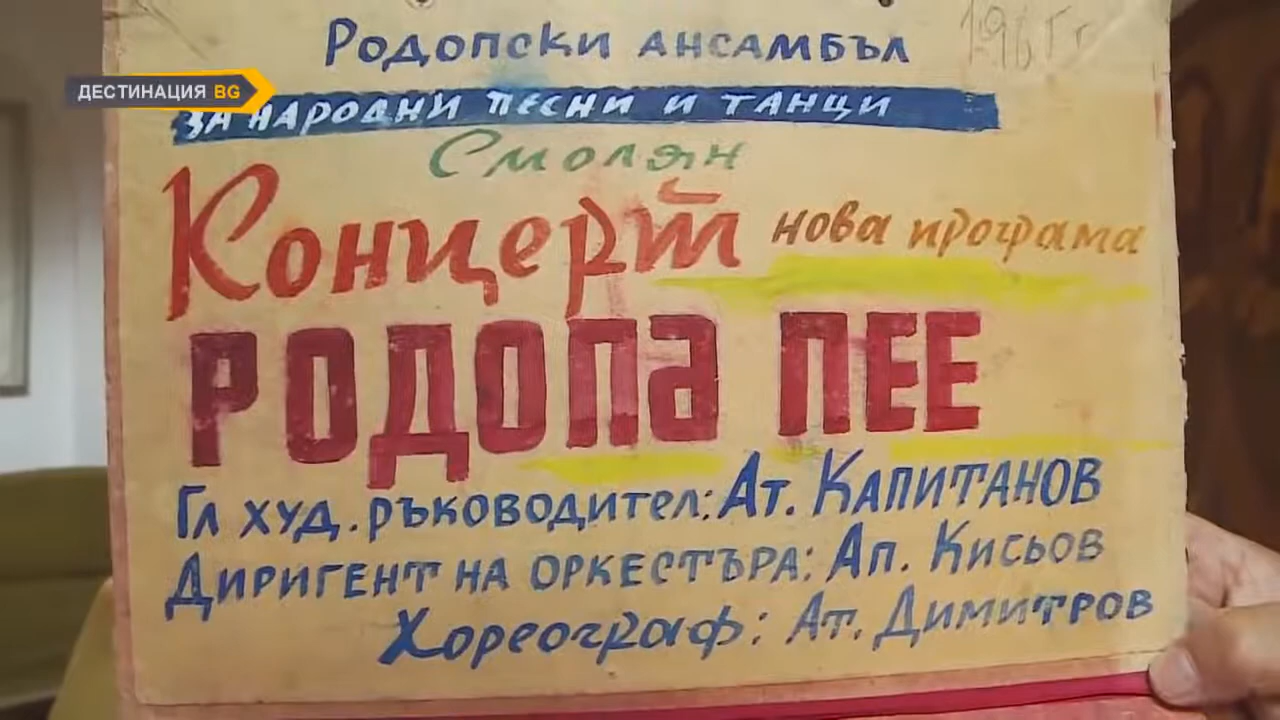 Родопски ансамбъл
ДЕСТИНАЦИЯ BG
за народни песни и танци
Смолян
Концерт нова програма
РОДОПА ПЕЕ
Гл худ. ръководител: Ат. Капитанов
Диригент на оркестъра: Ап. Кисьов
Хореограф: Ат. Димитров